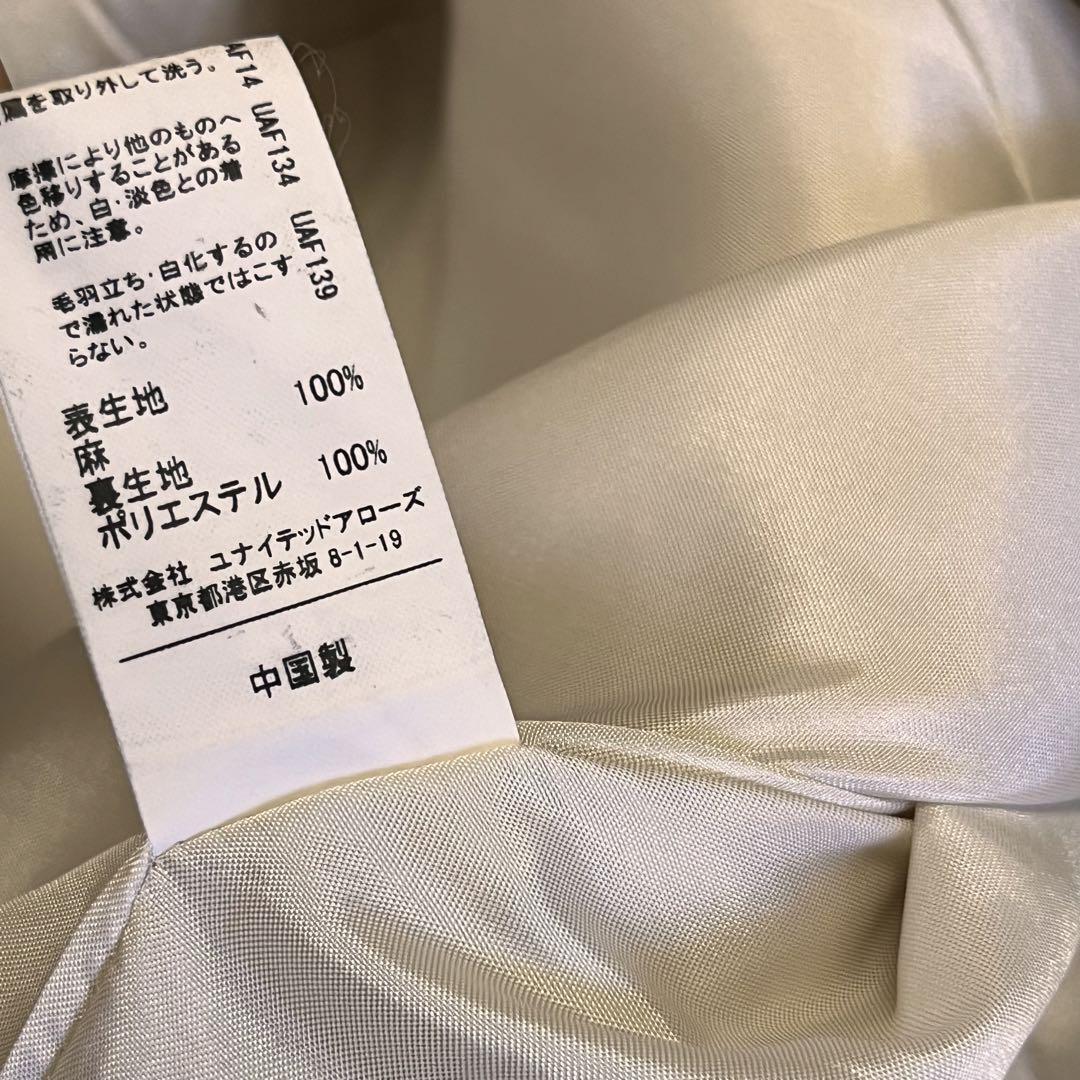 属を取り外して洗う。
摩擦により他のものへ
色移りすることがある
ため、白・淡色との着
用に注意。
毛羽立ち・白化するの
で濡れた状態ではこす
らない。
AF14 UAF134 UAF139
表生地
麻 100%
裏生地
ポリエステル 100%
株式会社 ユナイテッドアローズ
東京都港区赤坂 8-1-19
中国製